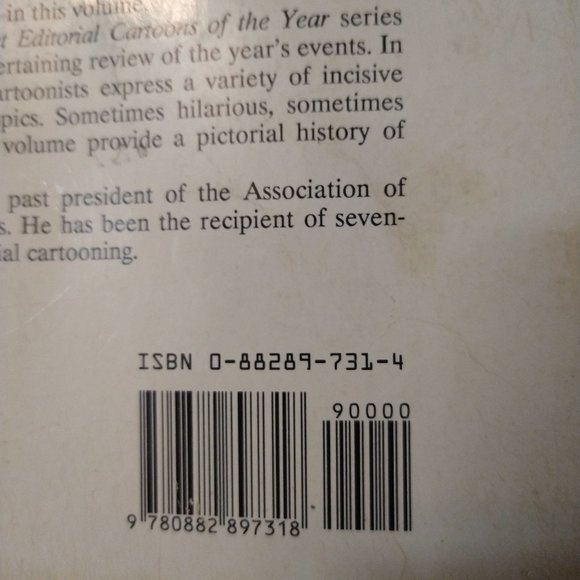 in this volume.
t Editorial Cartoons of the Year series
ertaining review of the year's events. In
artoonists express a variety of incisive
pics. Sometimes hilarious, sometimes
volume provide a pictorial history of
past president of the Association of
s. He has been the recipient of seven-
ial cartooning.
ISBN 0-88289-731-4
90000
9 780882 897318